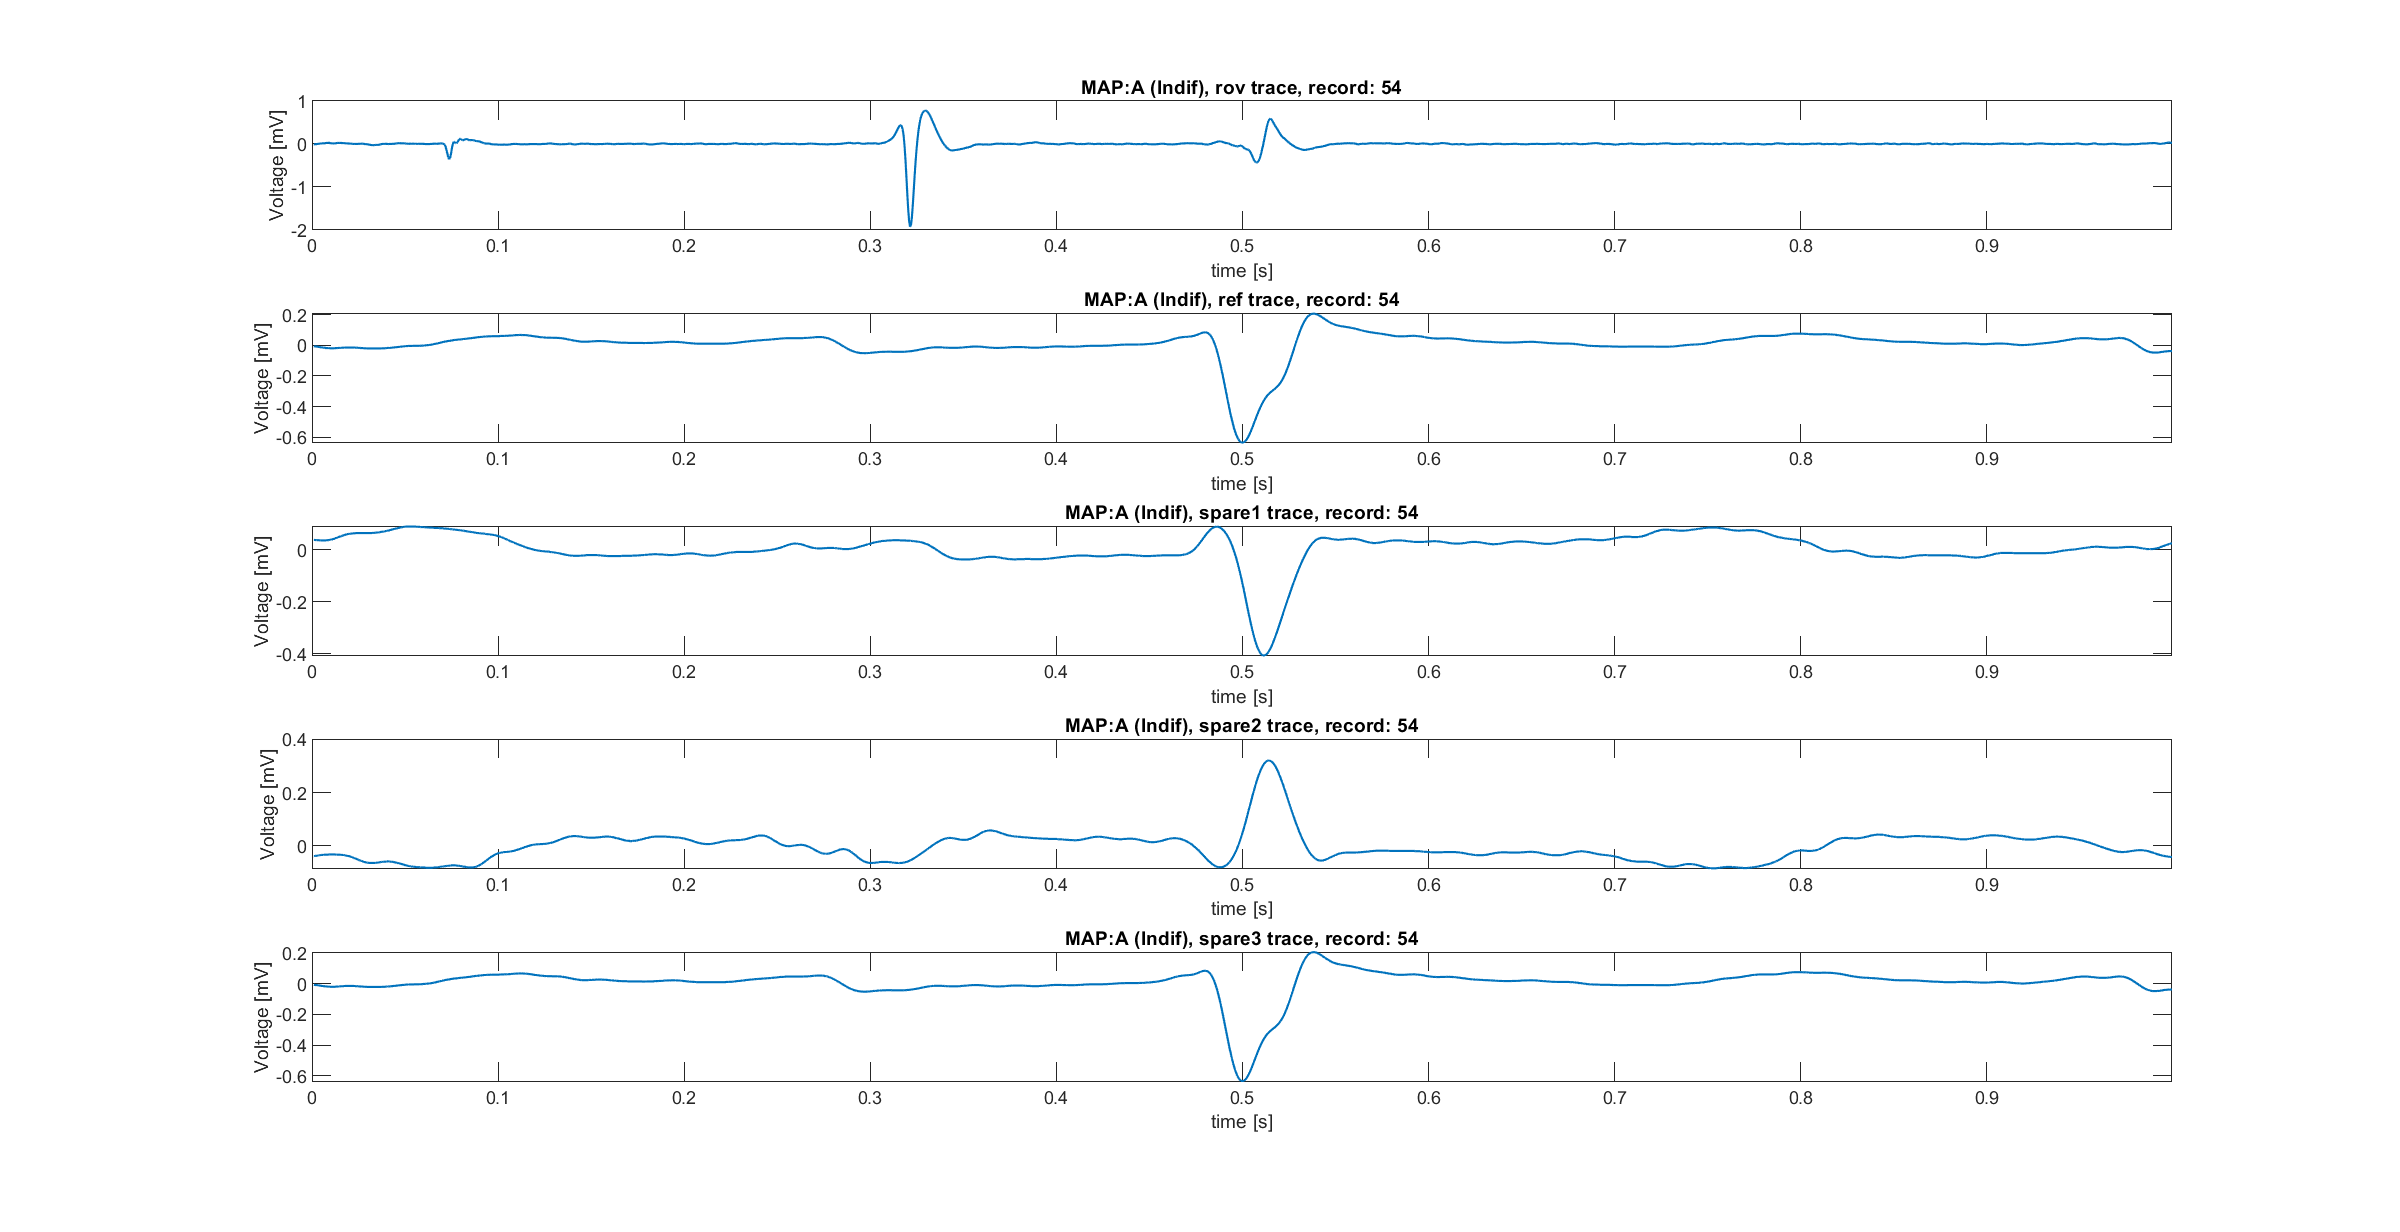 MAP:A (Indif), rov trace, record: 54
Voltage [mV]
1
0
-1
-2
0 0.1 0.2 0.3 0.4 0.5 0.6 0.7 0.8 0.9
time [s]
MAP:A (Indif), ref trace, record: 54
Voltage [mV]
0.2
0
-0.2
-0.4
-0.6
0 0.1 0.2 0.3 0.4 0.5 0.6 0.7 0.8 0.9
time [s]
MAP:A (Indif), spare1 trace, record: 54
Voltage [mV]
0
-0.2
-0.4
0 0.1 0.2 0.3 0.4 0.5 0.6 0.7 0.8 0.9
time [s]
MAP:A (Indif), spare2 trace, record: 54
Voltage [mV]
0.4
0.2
0
0 0.1 0.2 0.3 0.4 0.5 0.6 0.7 0.8 0.9
time [s]
MAP:A (Indif), spare3 trace, record: 54
Voltage [mV]
0.2
0
-0.2
-0.4
-0.6
0 0.1 0.2 0.3 0.4 0.5 0.6 0.7 0.8 0.9
time [s]